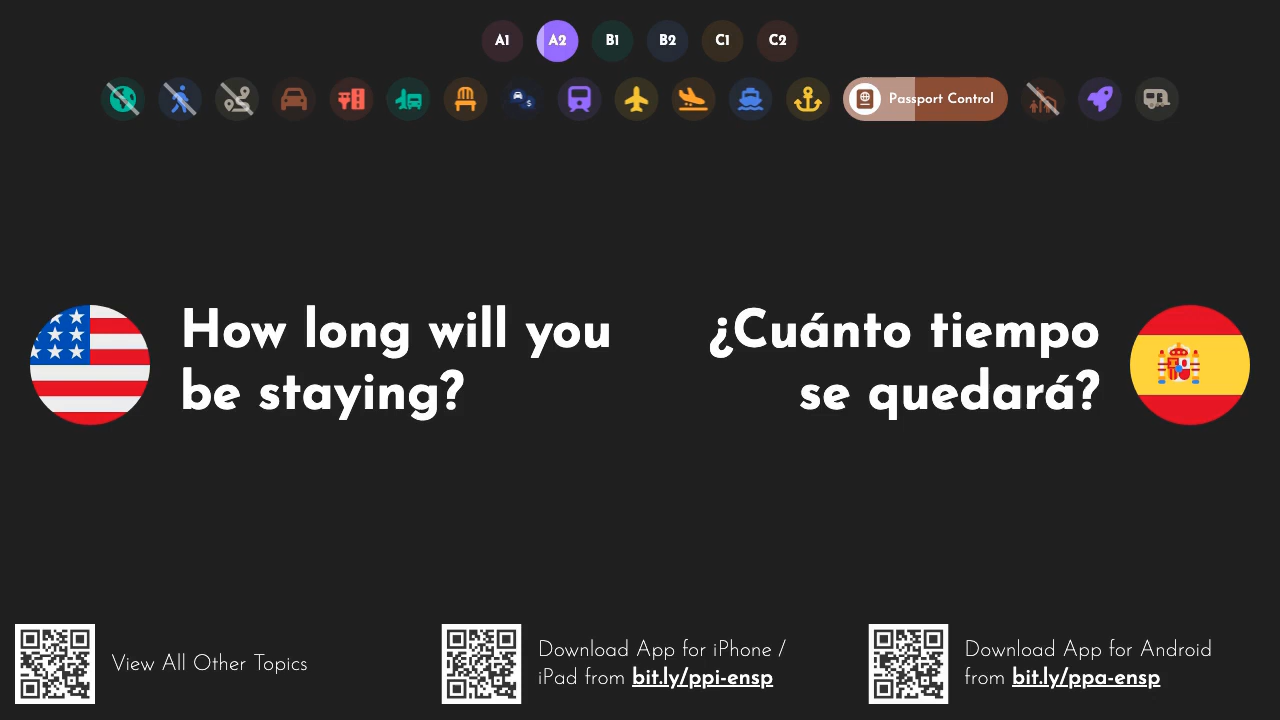 A1 A2 B1 B2 C1 C2
Passport Control
How long will you
be staying?
¿Cuánto tiempo
se quedará?
View All Other Topics
Download App for iPhone /
iPad from bit.ly/ppi-ensp
Download App for Android
from bit.ly/ppa-ensp